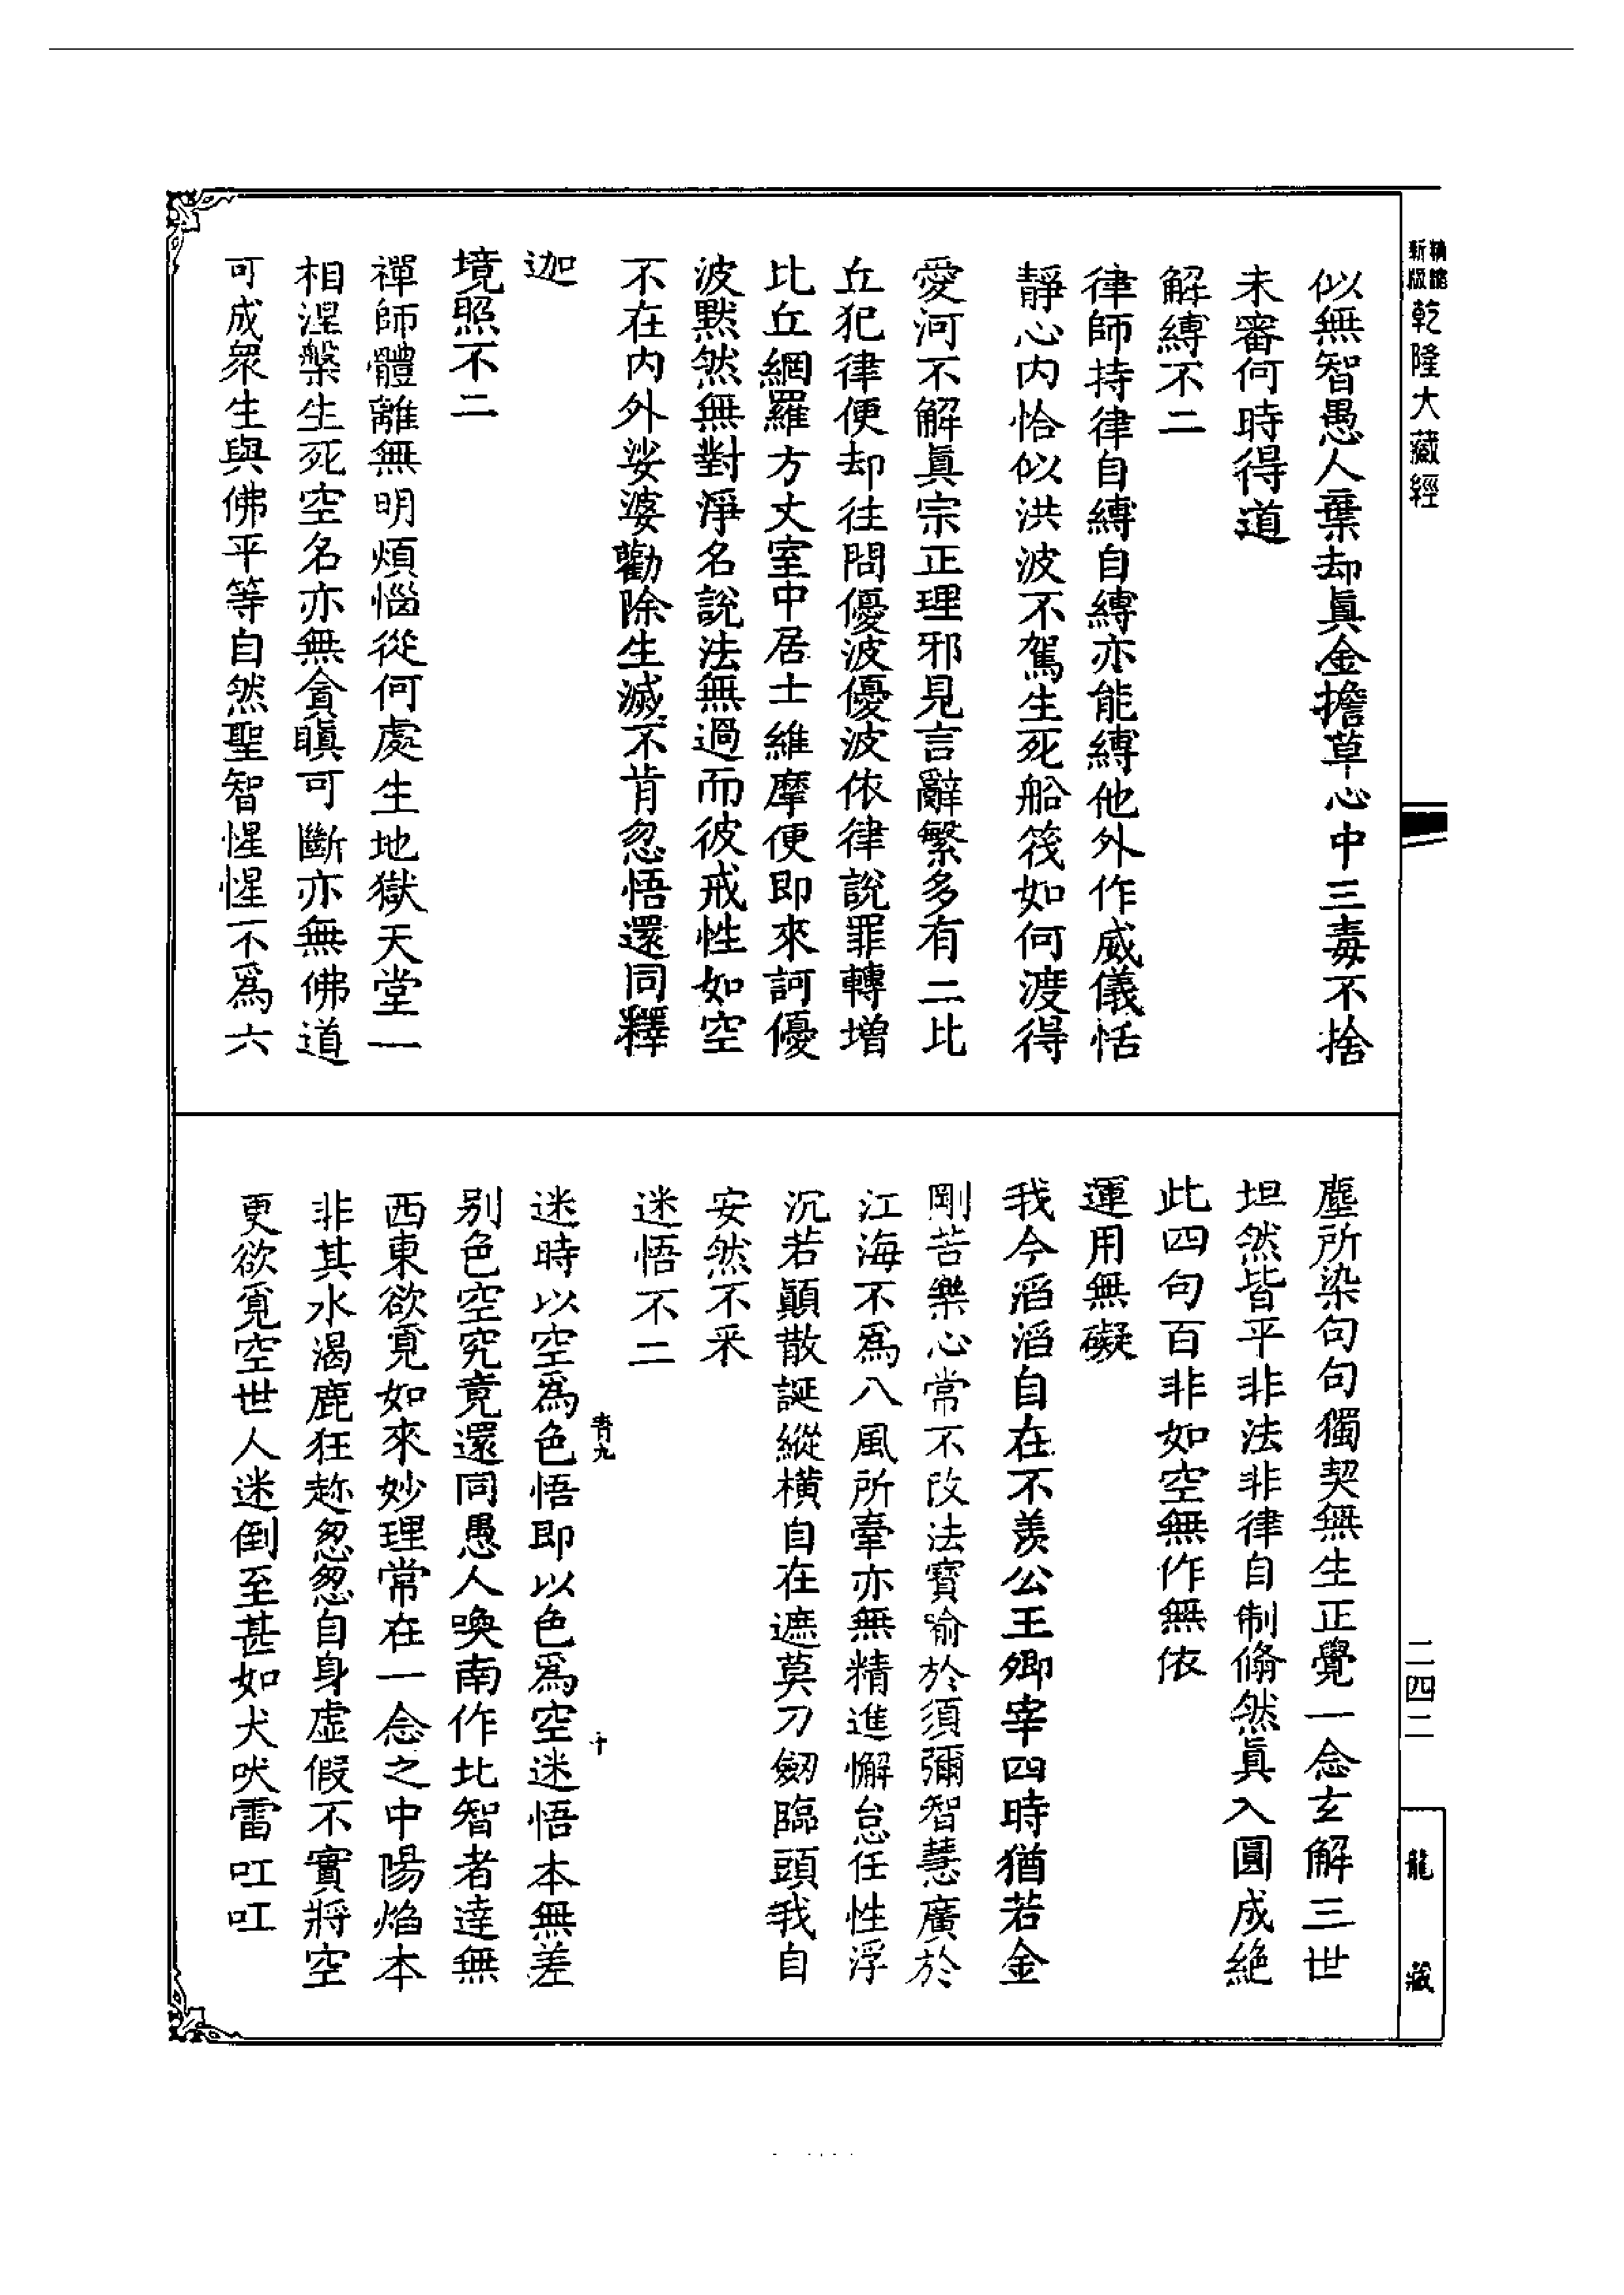 似無智愚人棄却眞金擔草心中三毒不捨
未審何時得道
解縛不二
律師持律自縛自縛亦能縛他外作威儀恬
靜心内恰似洪波不駕生死船筏如何渡得
愛河不解眞宗正理邪見言辭繁多有二比
丘犯律便却往問優波優波依律說罪轉增
比丘網羅方丈室中居士維摩便即來訶優
波默然無對淨名說法無過而彼戒性如空
不在内外娑婆勸除生滅不肯忽悟還同釋
迦
境照不二
禪師體離無明煩惱從何處生地獄天堂一
相涅槃生死空名亦無貪瞋可斷亦無佛道
可成衆生與佛平等自然聖智惺惺不爲六
塵所染句句獨契無生正覺一念玄解三世
坦然皆平非法非律自制翛然眞入圓成絶
此四句百非如空無作無依
運用無礙
我今滔滔自在不羨公王卿宰四時猶若金
剛苦樂心常不改法寶喻於須彌智慧廣於
江海不爲八風所牽亦無精進懈怠任性浮
沉若顚散誕縱橫自在遮莫刀劒臨頭我自
安然不采
迷悟不二
迷時以空爲色悟即以色爲空迷悟本無差
别色空究竟還同愚人喚南作北智者達無
西東欲覓如來妙理常在一念之中陽焰本
非其水渴鹿狂趂怱怱自身虛假不實將空
更欲覓空世人迷倒至甚如犬吠雷吽吽
青九
十
精縮
新版
乾隆大藏經
二四二
龍藏